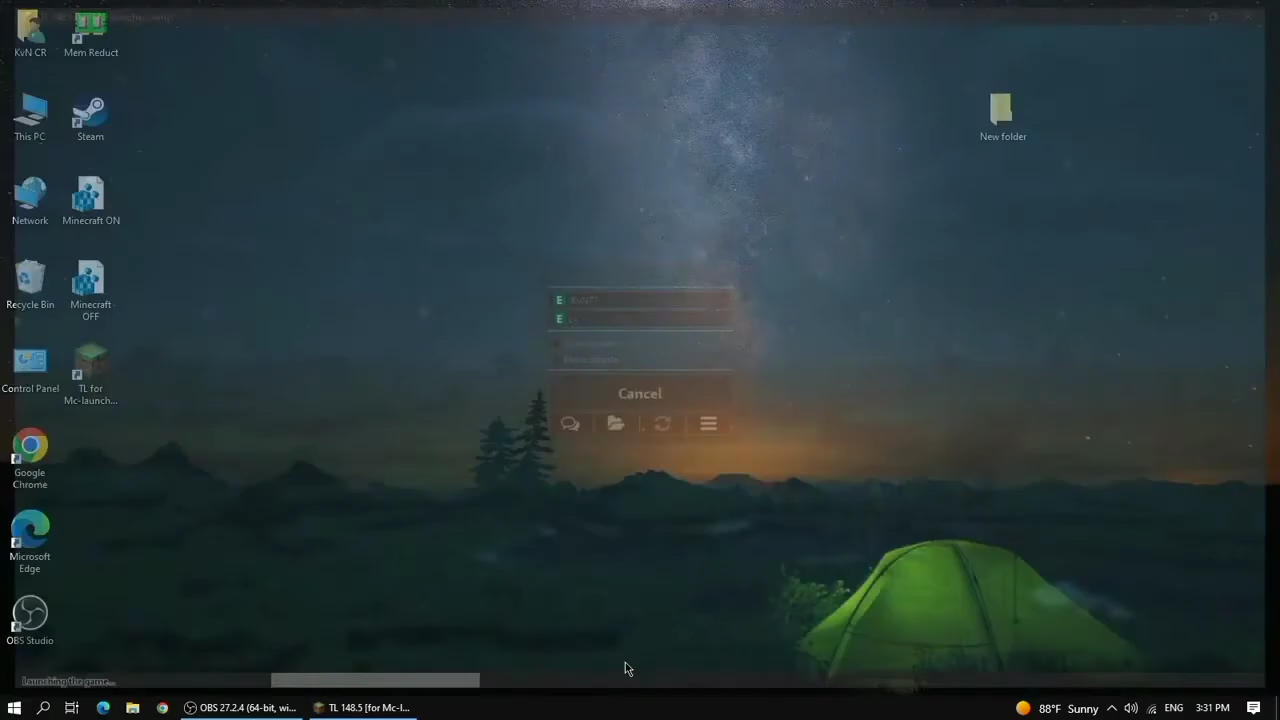 KvN CR
Mem Reduct
This PC
Steam
New folder
Network
Minecraft ON
Recycle Bin
Minecraft OFF
Control Panel
TL for
Mc-launch...
Google
Chrome
Microsoft
Edge
OBS Studio
E
E
Cancel
Launching the game...
OBS 27.2.4 (64-bit, wi...
TL 148.5 [for Mc-l...
88°F Sunny
ENG
3:31 PM